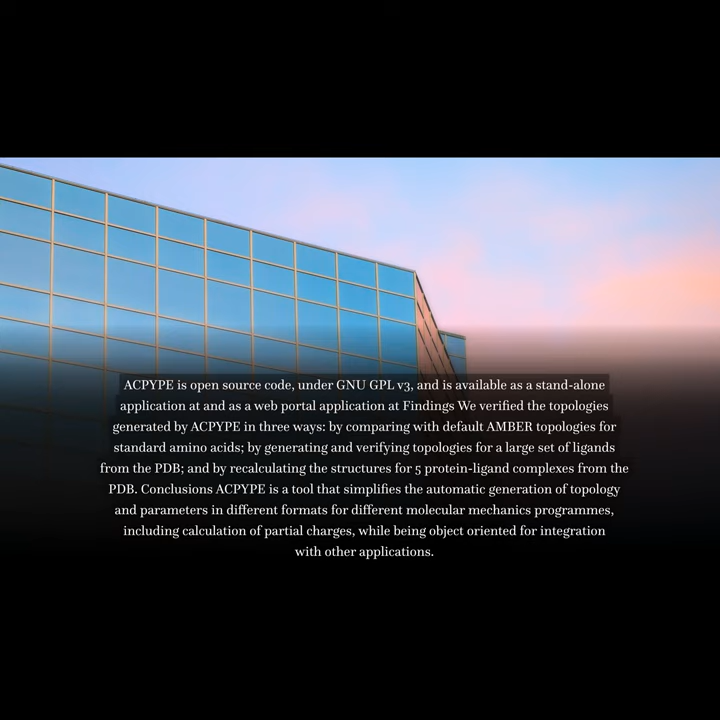 ACPYPE is open source code, under GNU GPL v3, and is available as a stand-alone
application at and as a web portal application at Findings We verified the topologies
generated by ACPYPE in three ways: by comparing with default AMBER topologies for
standard amino acids; by generating and verifying topologies for a large set of ligands
from the PDB; and by recalculating the structures for 5 protein-ligand complexes from the
PDB. Conclusions ACPYPE is a tool that simplifies the automatic generation of topology
and parameters in different formats for different molecular mechanics programmes,
including calculation of partial charges, while being object oriented for integration
with other applications.